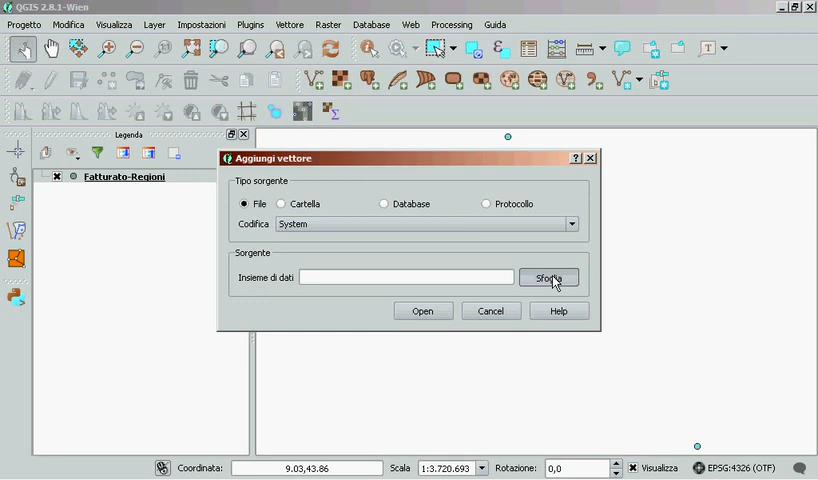 QGIS 2.8.1-Wien
Progetto Modifica Visualizza Layer Impostazioni Plugins Vettore Raster Database Web Processing Guida
Legenda
Fatturato-Regioni
Aggiungi vettore
Tipo sorgente
File Cartella Database Protocollo
Codifica System
Sorgente
Insieme di dati Sfoglia
Open Cancel Help
Coordinata: 9.03,43.86 Scala 1:3.720.693 Rotazione: 0,0 Visualizza EPSG:4326 (OTF)